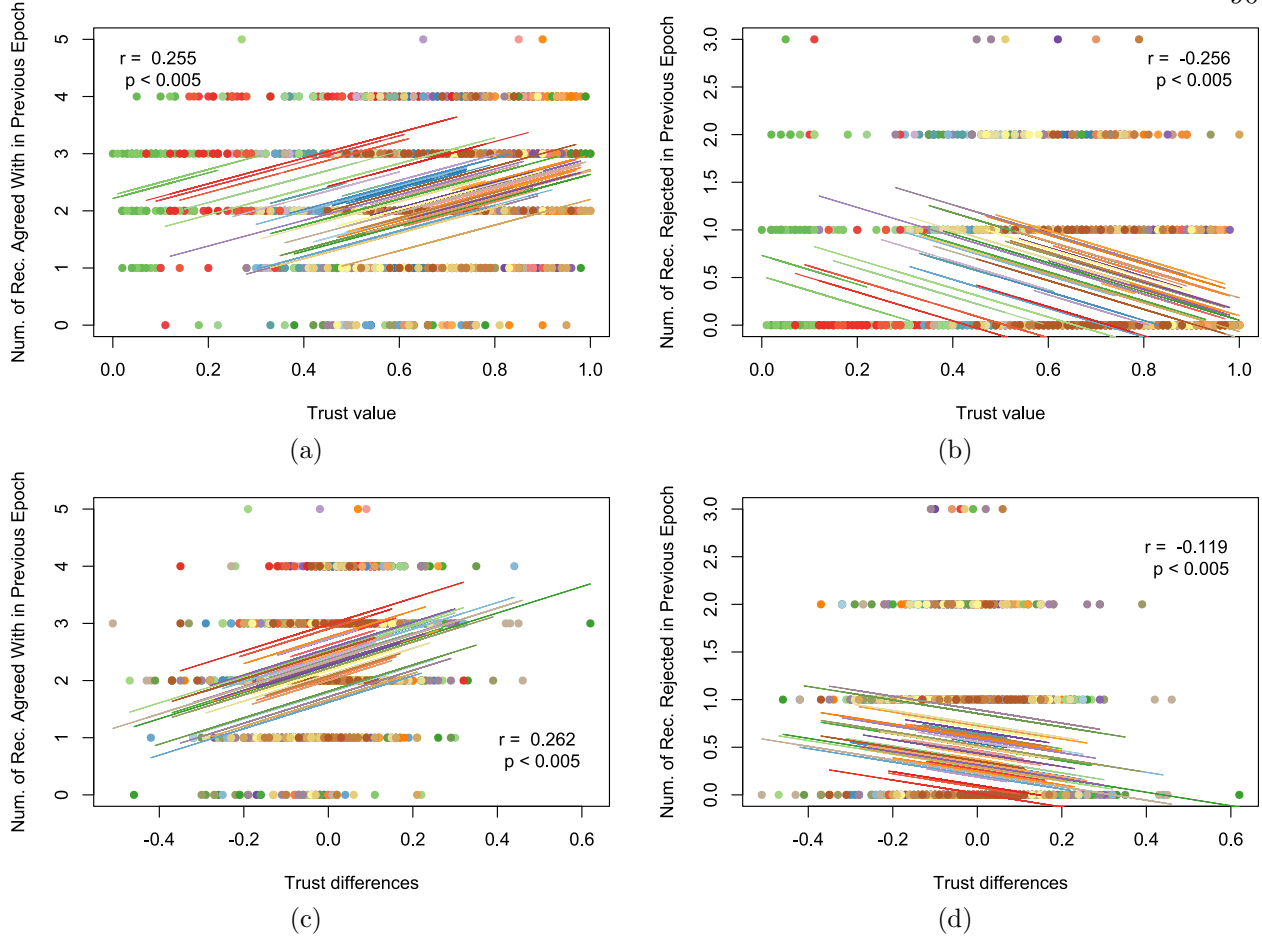 Num. of Rec. Agreed With in Previous Epoch
5
4
3
2
1
0
r = 0.255
p < 0.005
0.0 0.2 0.4 0.6 0.8 1.0
Trust value
(a)
Num. of Rec. Rejected in Previous Epoch
3.0
2.5
2.0
1.5
1.0
0.5
0.0
r = -0.256
p < 0.005
0.0 0.2 0.4 0.6 0.8 1.0
Trust value
(b)
Num. of Rec. Agreed With in Previous Epoch
5
4
3
2
1
0
r = 0.262
p < 0.005
-0.4 -0.2 0.0 0.2 0.4 0.6
Trust differences
(c)
Num. of Rec. Rejected in Previous Epoch
3.0
2.5
2.0
1.5
1.0
0.5
0.0
r = -0.119
p < 0.005
-0.4 -0.2 0.0 0.2 0.4 0.6
Trust differences
(d)